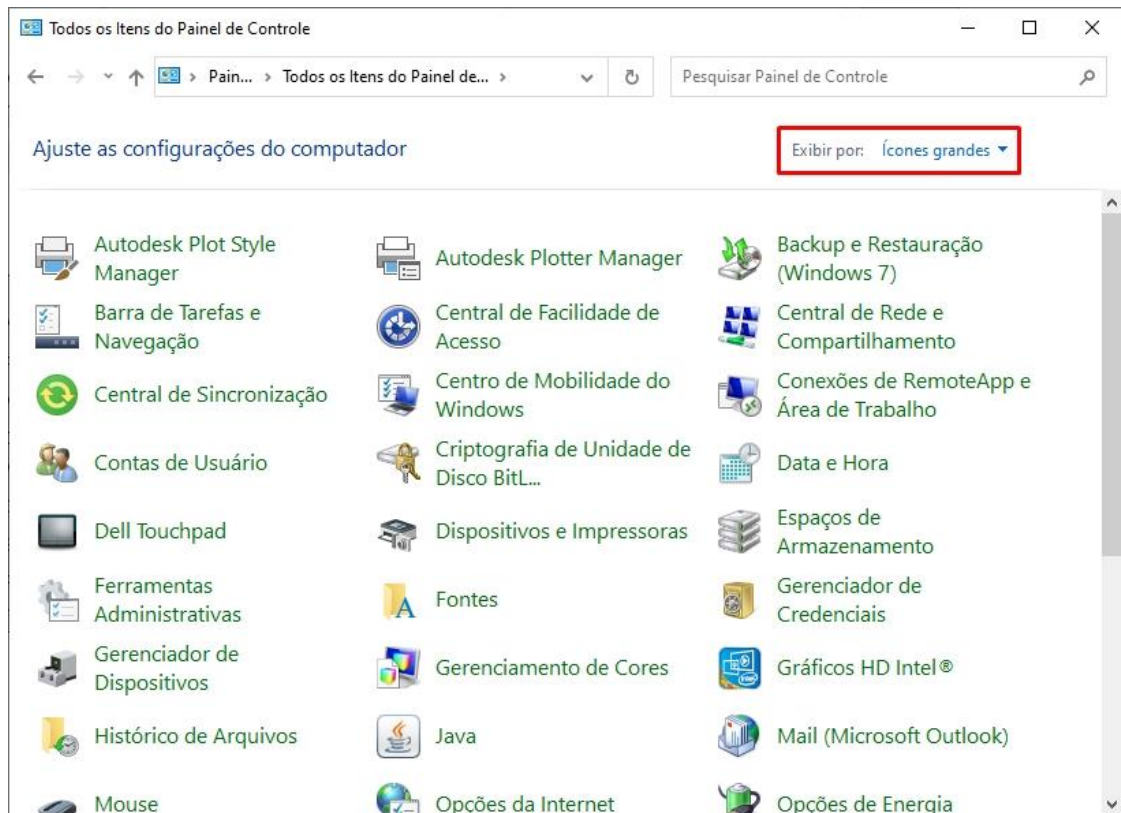 Todos os Itens do Painel de Controle
Pain... > Todos os Itens do Painel de... >
Pesquisar Painel de Controle
Ajuste as configurações do computador
Exibir por: Ícones grandes
Autodesk Plot Style
Manager
Autodesk Plotter Manager
Backup e Restauração
(Windows 7)
Barra de Tarefas e
Navegação
Central de Facilidade de
Acesso
Central de Rede e
Compartilhamento
Central de Sincronização
Centro de Mobilidade do
Windows
Conexões de RemoteApp e
Área de Trabalho
Contas de Usuário
Criptografia de Unidade de
Disco BitL...
Data e Hora
Dell Touchpad
Dispositivos e Impressoras
Espaços de
Armazenamento
Ferramentas
Administrativas
Fontes
Gerenciador de
Credenciais
Gerenciador de
Dispositivos
Gerenciamento de Cores
Gráficos HD Intel®
Histórico de Arquivos
Java
Mail (Microsoft Outlook)
Mouse
Opções da Internet
Opções de Energia